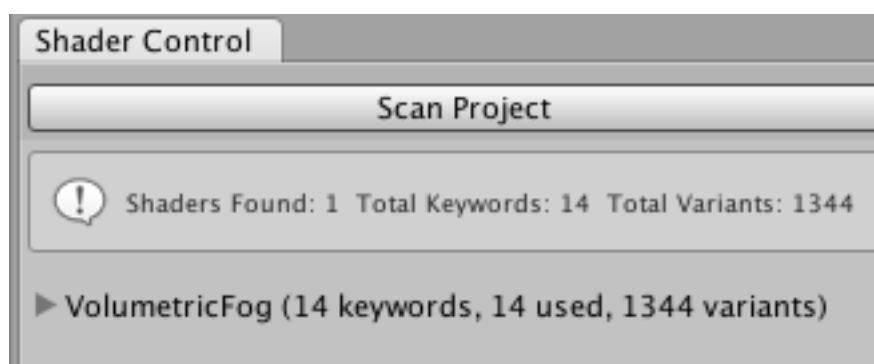 Shader Control
Scan Project
Shaders Found: 1 Total Keywords: 14 Total Variants: 1344
VolumetricFog (14 keywords, 14 used, 1344 variants)